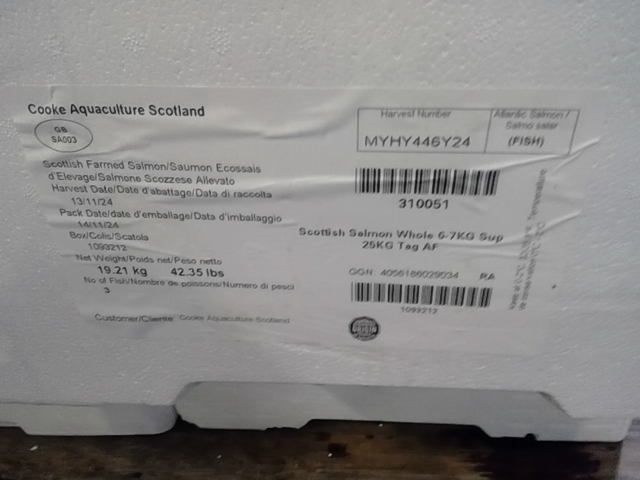 Cooke Aquaculture Scotland
GB
SA003
Scottish Farmed Salmon/Saumon Ecossais
d'Elevage/Salmone Scozzese Allevato
Harvest Date/Date d'abattage/Data di raccolta
13/11/24
Pack Date/date d'emballage/Data d'imballaggio
14/11/24
Box/Colis/Scatola
1093212
Net Weight/Poids net/Peso netto
19.21 kg 42.35 lbs
No of Fish/Nombre de poissons/Numero di pesci
3
Customer/Cliente Cooke Aquaculture Scotland
Harvest Number
MYHY446Y24
Atlantic Salmon /
Salmo salar
(FISH)
310051
Scottish Salmon Whole 6-7KG Sup
25KG Tag AF
GGN: 4056186029034 RA
1093212
ORIGIN